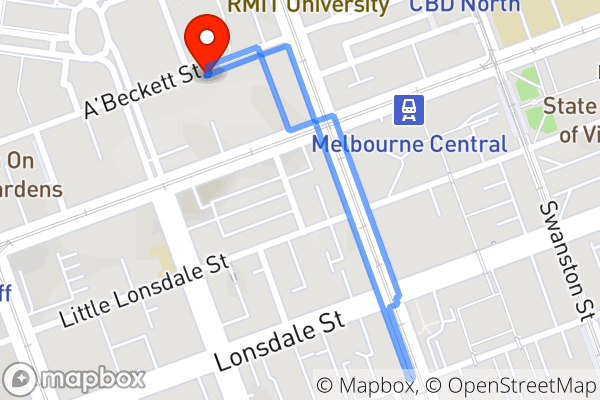 RMIT University
CBD North
A'Beckett St
State
of Vi
Melbourne Central
On
ardens
Swanston St
Little Lonsdale St
ff
Lonsdale St
mapbox
© Mapbox, © OpenStreetMap